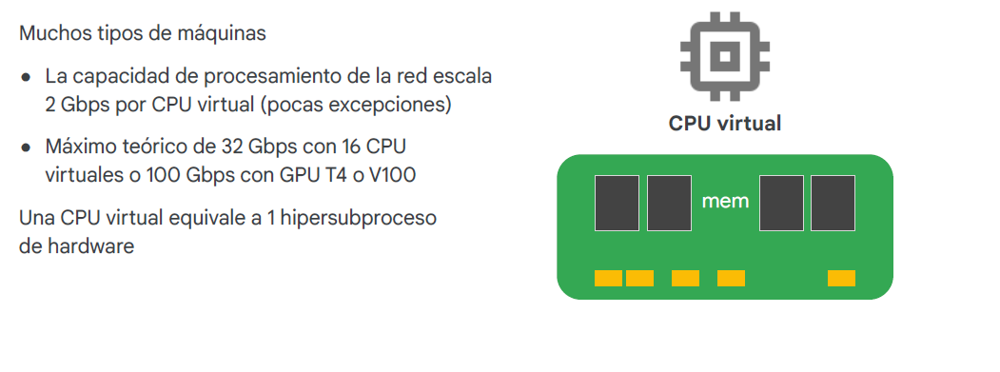 Muchos tipos de máquinas
● La capacidad de procesamiento de la red escala
2 Gbps por CPU virtual (pocas excepciones)
● Máximo teórico de 32 Gbps con 16 CPU
virtuales o 100 Gbps con GPU T4 o V100
Una CPU virtual equivale a 1 hipersubproceso
de hardware
CPU virtual
mem